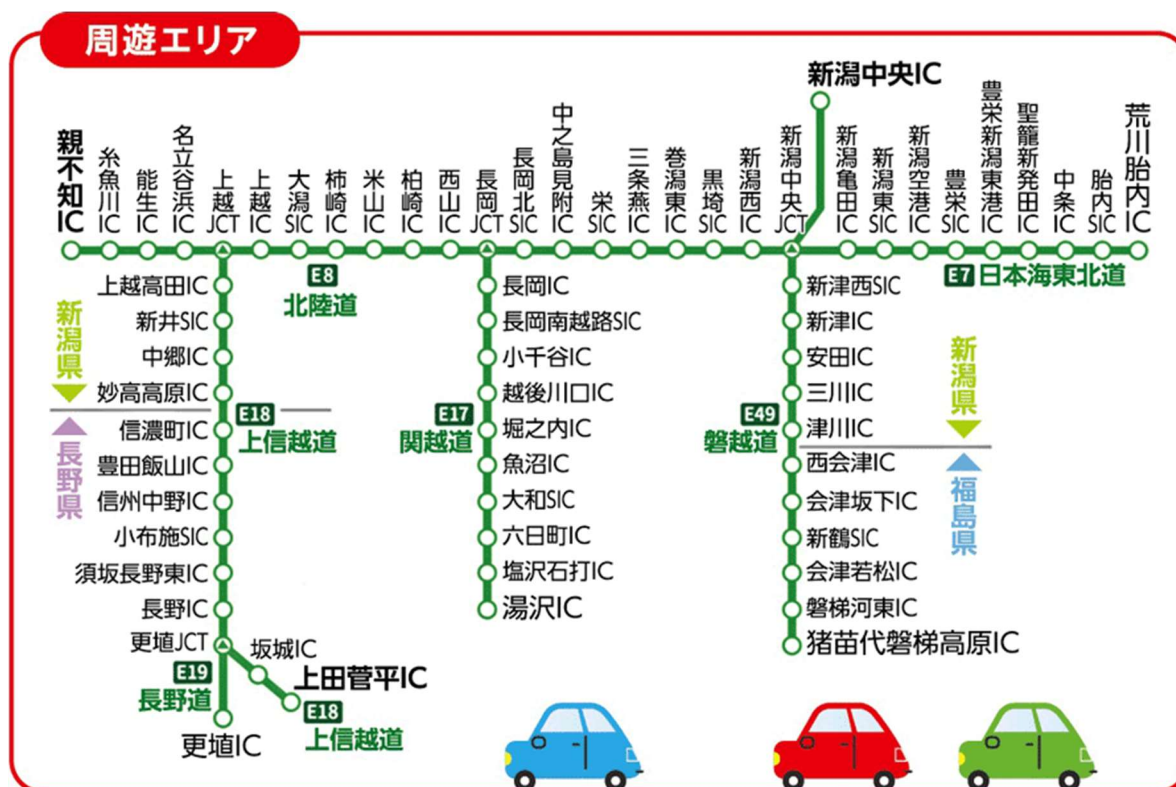 周遊エリア
新潟中央IC
親不知IC
糸魚川IC
能生IC
名立谷浜IC
上越JCT
上越IC
大潟SIC
柿崎IC
米山IC
柏崎IC
西山IC
長岡JCT
長岡北SIC
中之島見附IC
栄SIC
三条燕IC
巻潟東IC
黒埼SIC
新潟西IC
新潟中央JCT
新潟亀田IC
新潟東SIC
新潟空港IC
豊栄SIC
豊栄新潟東港IC
聖籠新発田IC
中条IC
胎内SIC
荒川胎内IC
E8
北陸道
E7 日本海東北道
上越高田IC
新井SIC
中郷IC
妙高高原IC
信濃町IC
豊田飯山IC
信州中野IC
小布施SIC
須坂長野東IC
長野IC
更埴JCT
新潟県
長野県
E18
上信越道
坂城IC
上田菅平IC
E18
上信越道
E19
長野道
更埴IC
長岡IC
長岡南越路SIC
小千谷IC
越後川口IC
堀之内IC
魚沼IC
大和SIC
六日町IC
塩沢石打IC
湯沢IC
E17
関越道
新津西SIC
新津IC
安田IC
三川IC
津川IC
西会津IC
会津坂下IC
新鶴SIC
会津若松IC
磐梯河東IC
猪苗代磐梯高原IC
E49
磐越道
新潟県
福島県